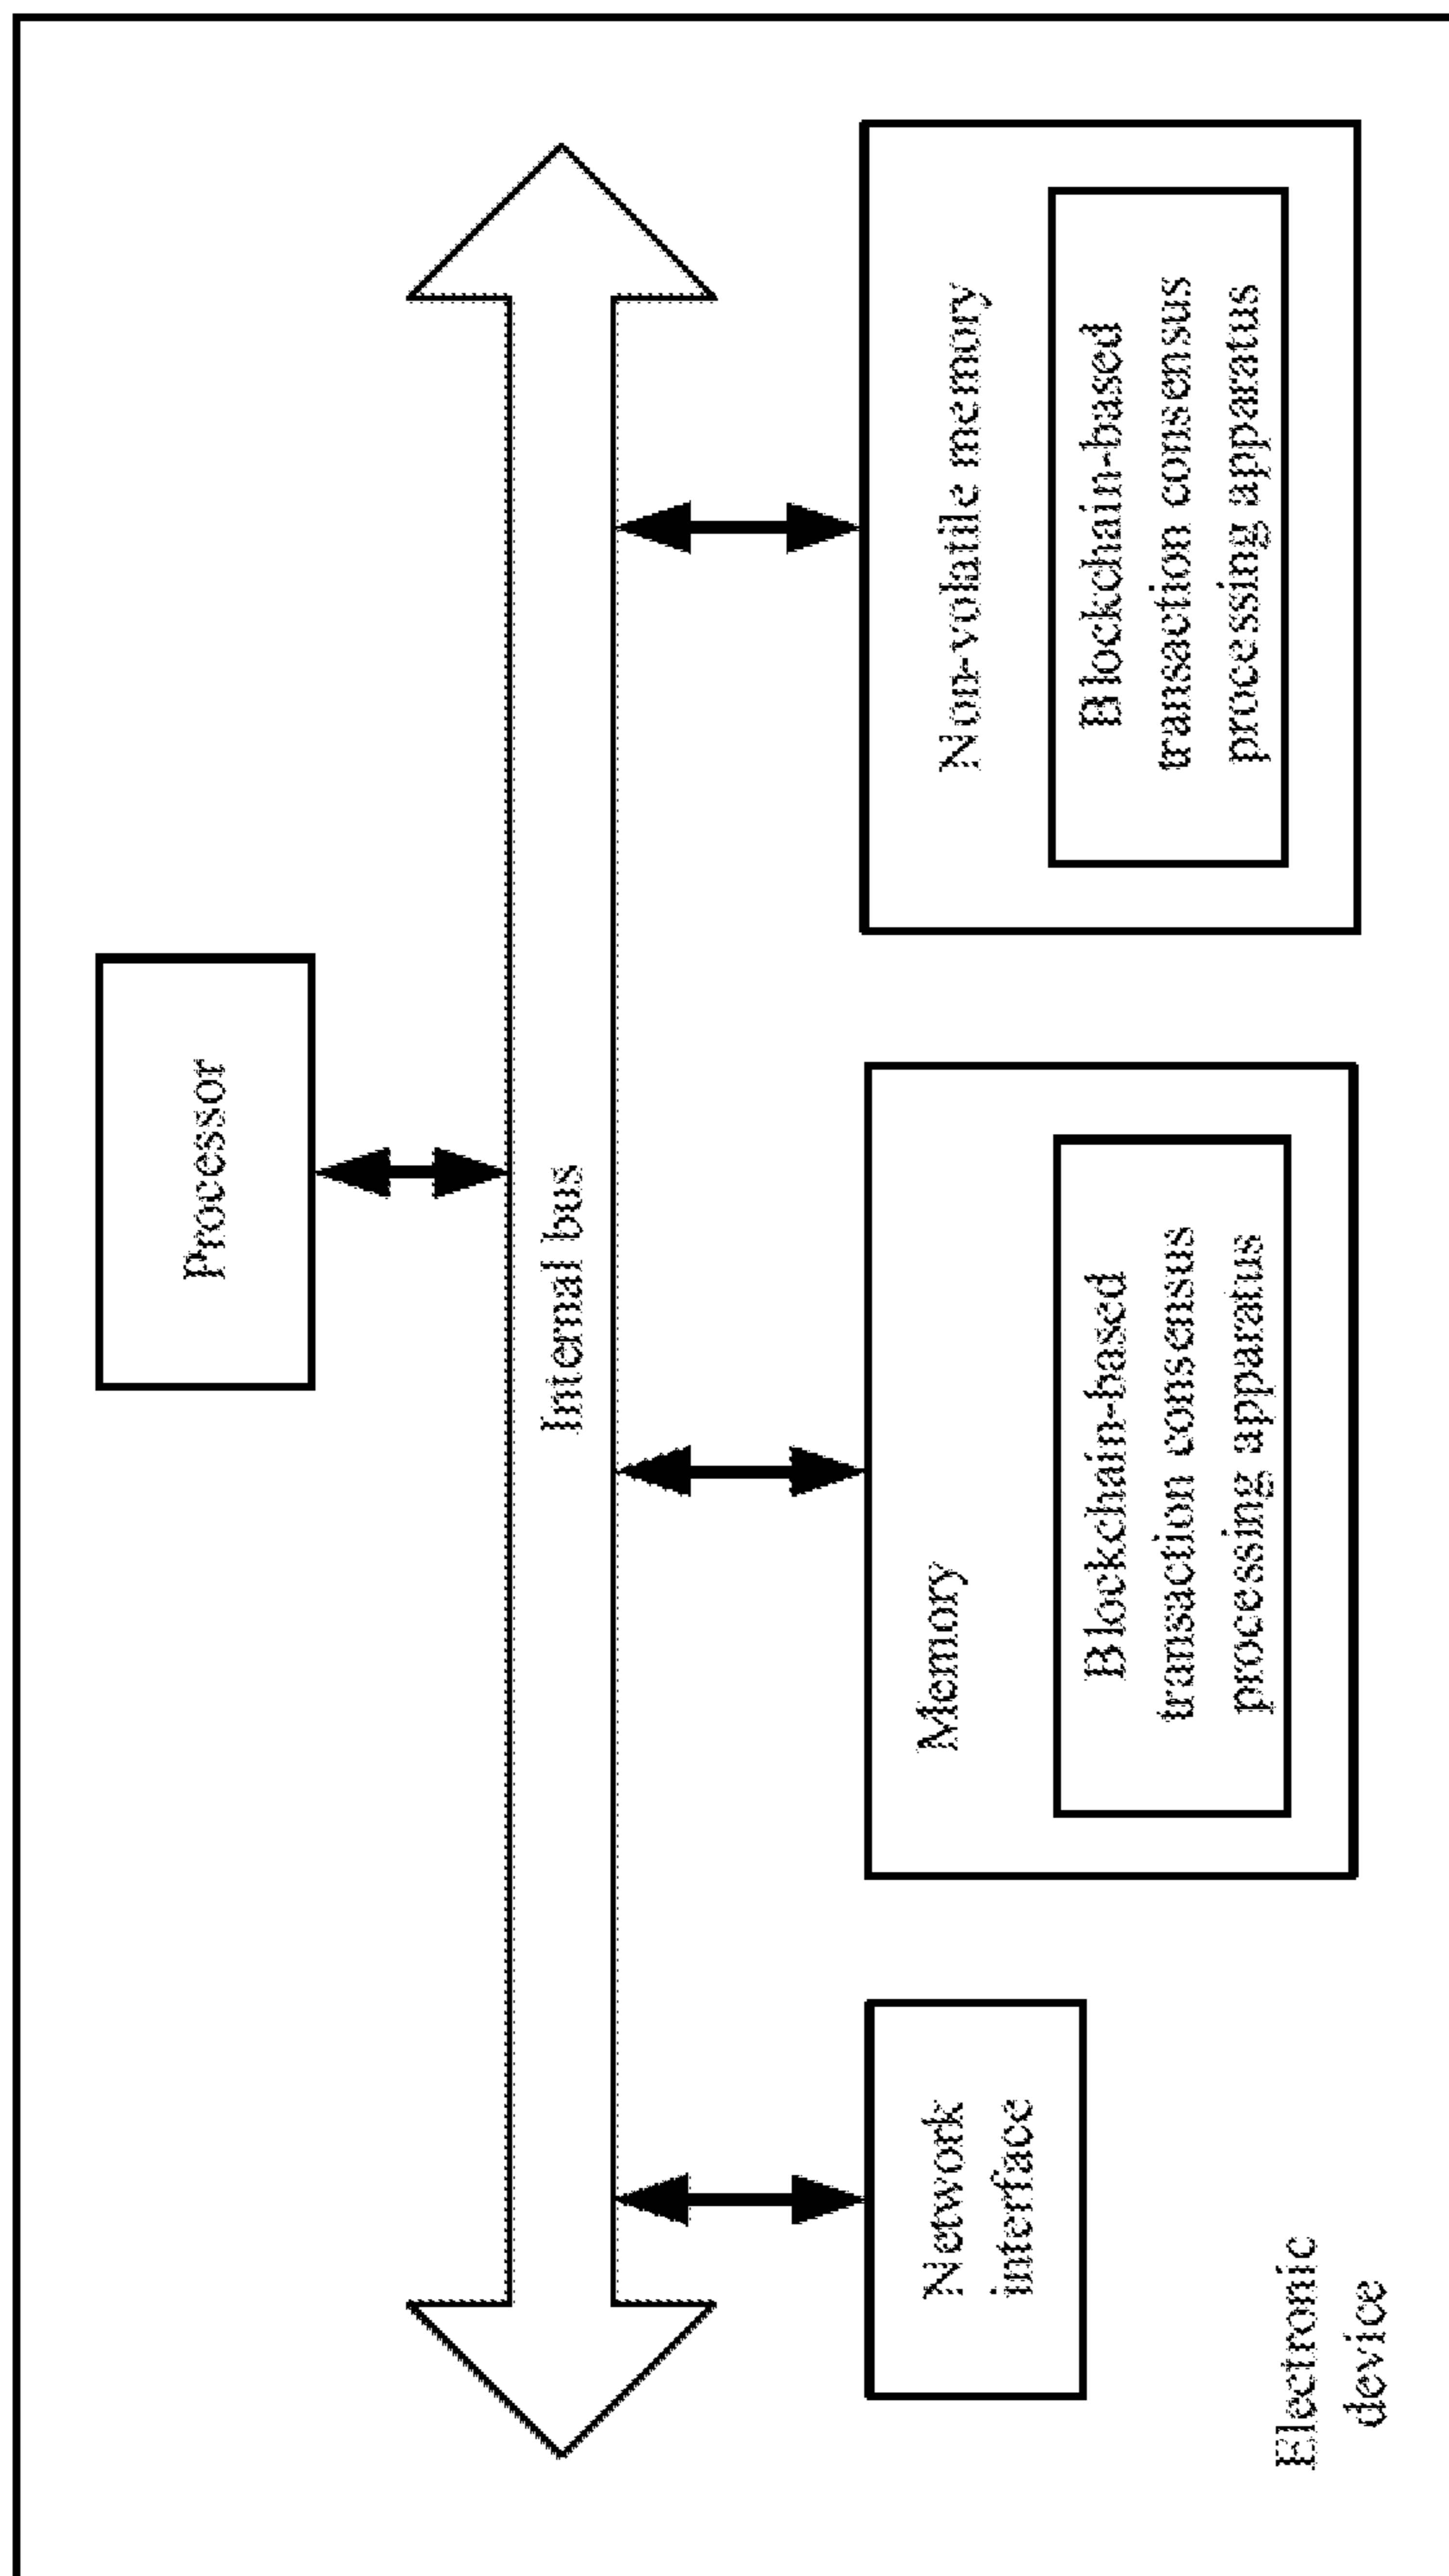 Processor
Internal bus
Network
interface
Memory
Blockchain-based
transaction consensus
processing apparatus
Non-volatile memory
Blockchain-based
transaction consensus
processing apparatus
Electronic
device